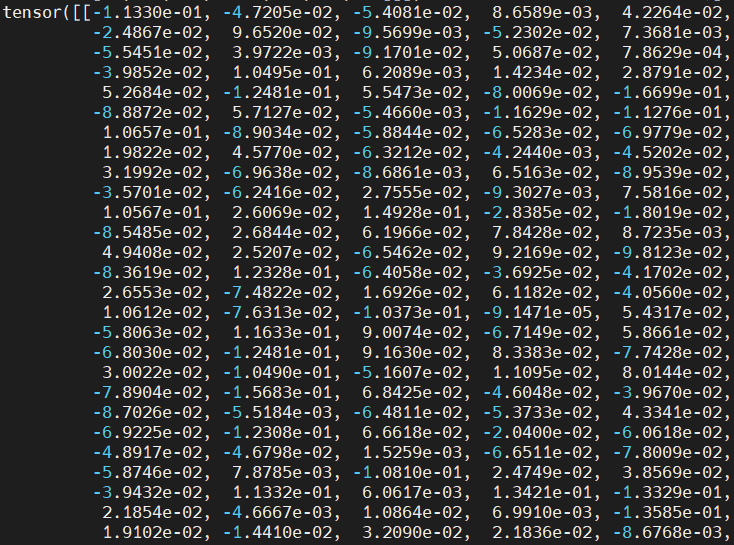 tensor([[-1.1330e-01, -4.7205e-02, -5.4081e-02, 8.6589e-03, 4.2264e-02,
-2.4867e-02, 9.6520e-02, -9.5699e-03, -5.2302e-02, 7.3681e-03,
-5.5451e-02, 3.9722e-03, -9.1701e-02, 5.0687e-02, 7.8629e-04,
-3.9852e-02, 1.0495e-01, 6.2089e-03, 1.4234e-02, 2.8791e-02,
5.2684e-02, -1.2481e-01, 5.5473e-02, -8.0069e-02, -1.6699e-01,
-8.8872e-02, 5.7127e-02, -5.4660e-03, -1.1629e-02, -1.1276e-01,
1.0657e-01, -8.9034e-02, -5.8844e-02, -6.5283e-02, -6.9779e-02,
1.9822e-02, 4.5770e-02, -6.3212e-02, -4.2440e-03, -4.5202e-02,
3.1992e-02, -6.9638e-02, -8.6861e-03, 6.5163e-02, -8.9539e-02,
-3.5701e-02, -6.2416e-02, 2.7555e-02, -9.3027e-03, 7.5816e-02,
1.0567e-01, 2.6069e-02, 1.4928e-01, -2.8385e-02, -1.8019e-02,
-8.5485e-02, 2.6844e-02, 6.1966e-02, 7.8428e-02, 8.7235e-03,
4.9408e-02, 2.5207e-02, -6.5462e-02, 9.2169e-02, -9.8123e-02,
-8.3619e-02, 1.2328e-01, -6.4058e-02, -3.6925e-02, -4.1702e-02,
2.6553e-02, -7.4822e-02, 1.6926e-02, 6.1182e-02, -4.0560e-02,
1.0612e-02, -7.6313e-02, -1.0373e-01, -9.1471e-05, 5.4317e-02,
-5.8063e-02, 1.1633e-01, 9.0074e-02, -6.7149e-02, 5.8661e-02,
-6.8030e-02, -1.2481e-01, 9.1630e-02, 8.3383e-02, -7.7428e-02,
3.0022e-02, -1.0490e-01, -5.1607e-02, 1.1095e-02, 8.0144e-02,
-7.8904e-02, -1.5683e-01, 6.8425e-02, -4.6048e-02, -3.9670e-02,
-8.7026e-02, -5.5184e-03, -6.4811e-02, -5.3733e-02, 4.3341e-02,
-6.9225e-02, -1.2308e-01, 6.6618e-02, -2.0400e-02, -6.0618e-02,
-4.8917e-02, -4.6798e-02, 1.5259e-03, -6.6511e-02, -7.8009e-02,
-5.8746e-02, 7.8785e-03, -1.0810e-01, 2.4749e-02, 3.8569e-02,
-3.9432e-02, 1.1332e-01, 6.0617e-03, 1.3421e-01, -1.3329e-01,
2.1854e-02, -4.6667e-03, 1.0864e-02, 6.9910e-03, -1.3585e-01,
1.9102e-02, -1.4410e-02, 3.2090e-02, 2.1836e-02, -8.6768e-03,